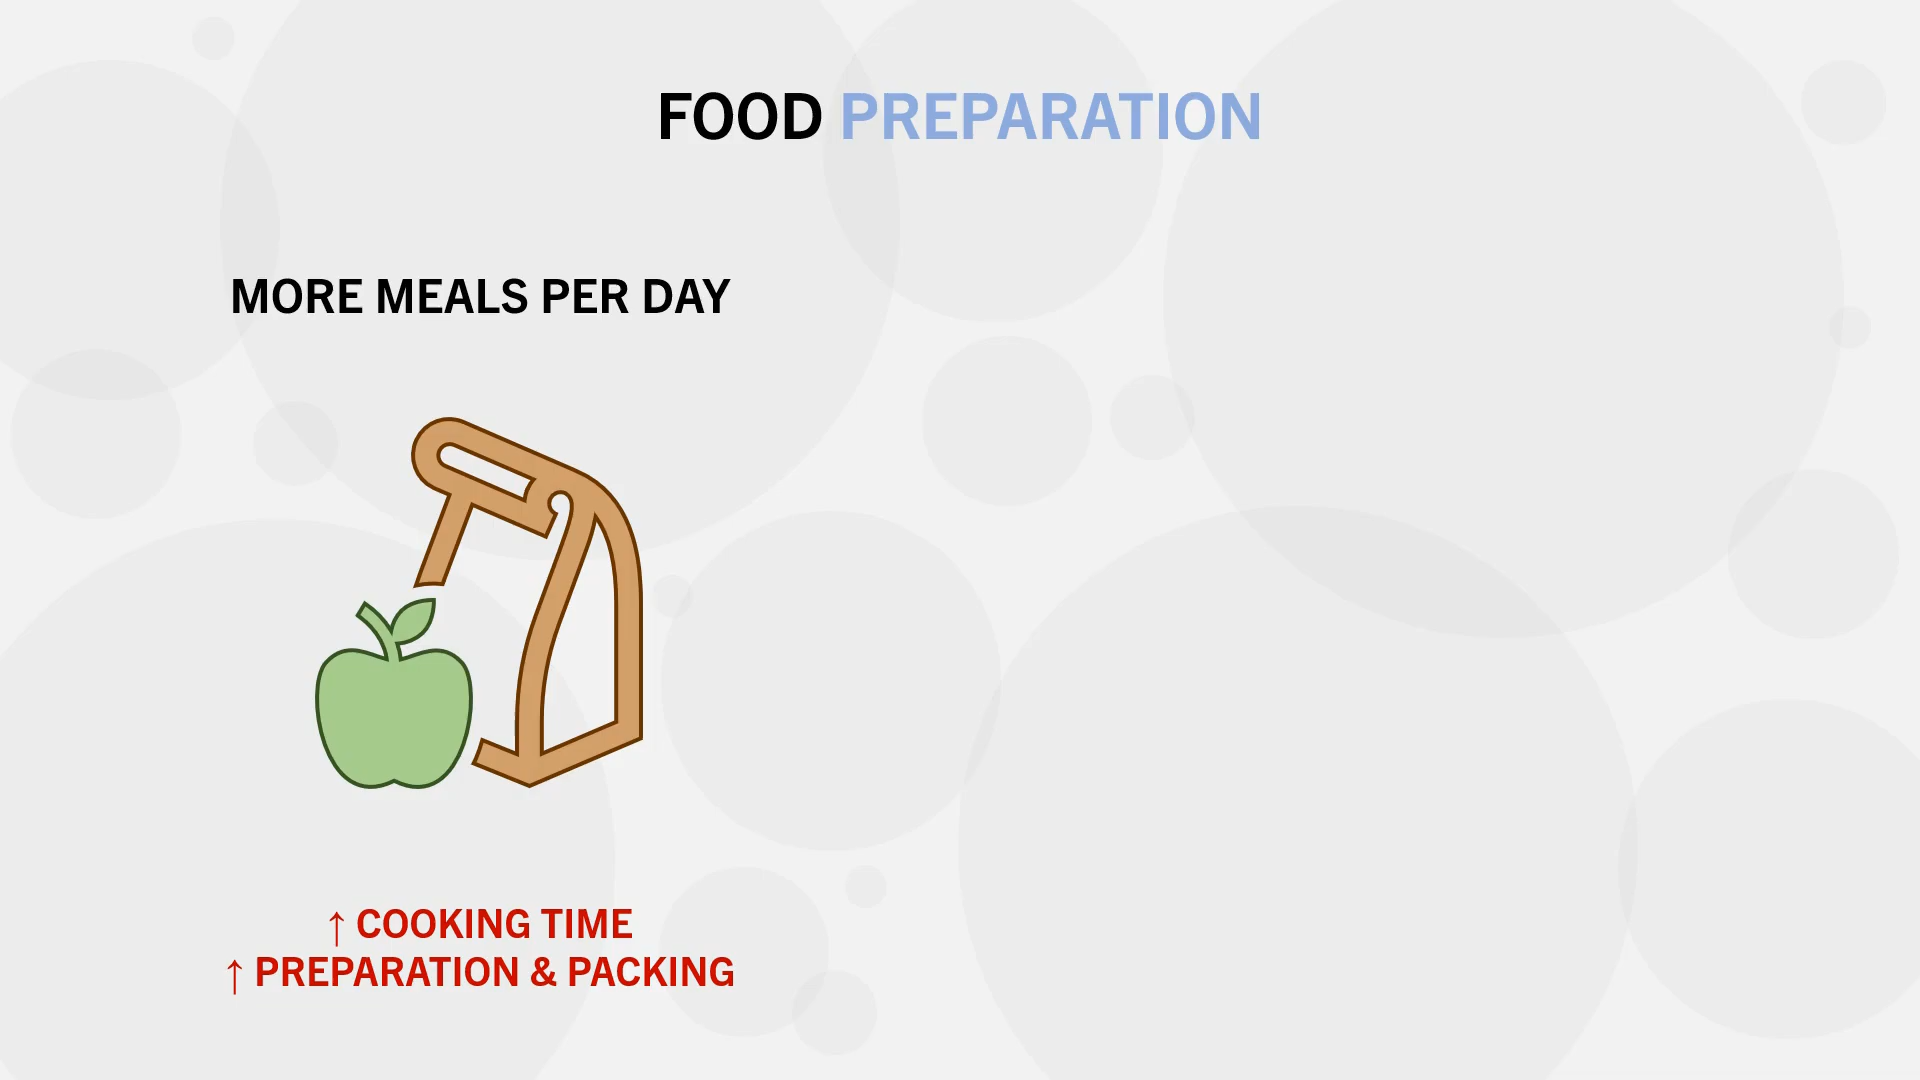 FOOD PREPARATION
MORE MEALS PER DAY
↑ COOKING TIME
↑ PREPARATION & PACKING